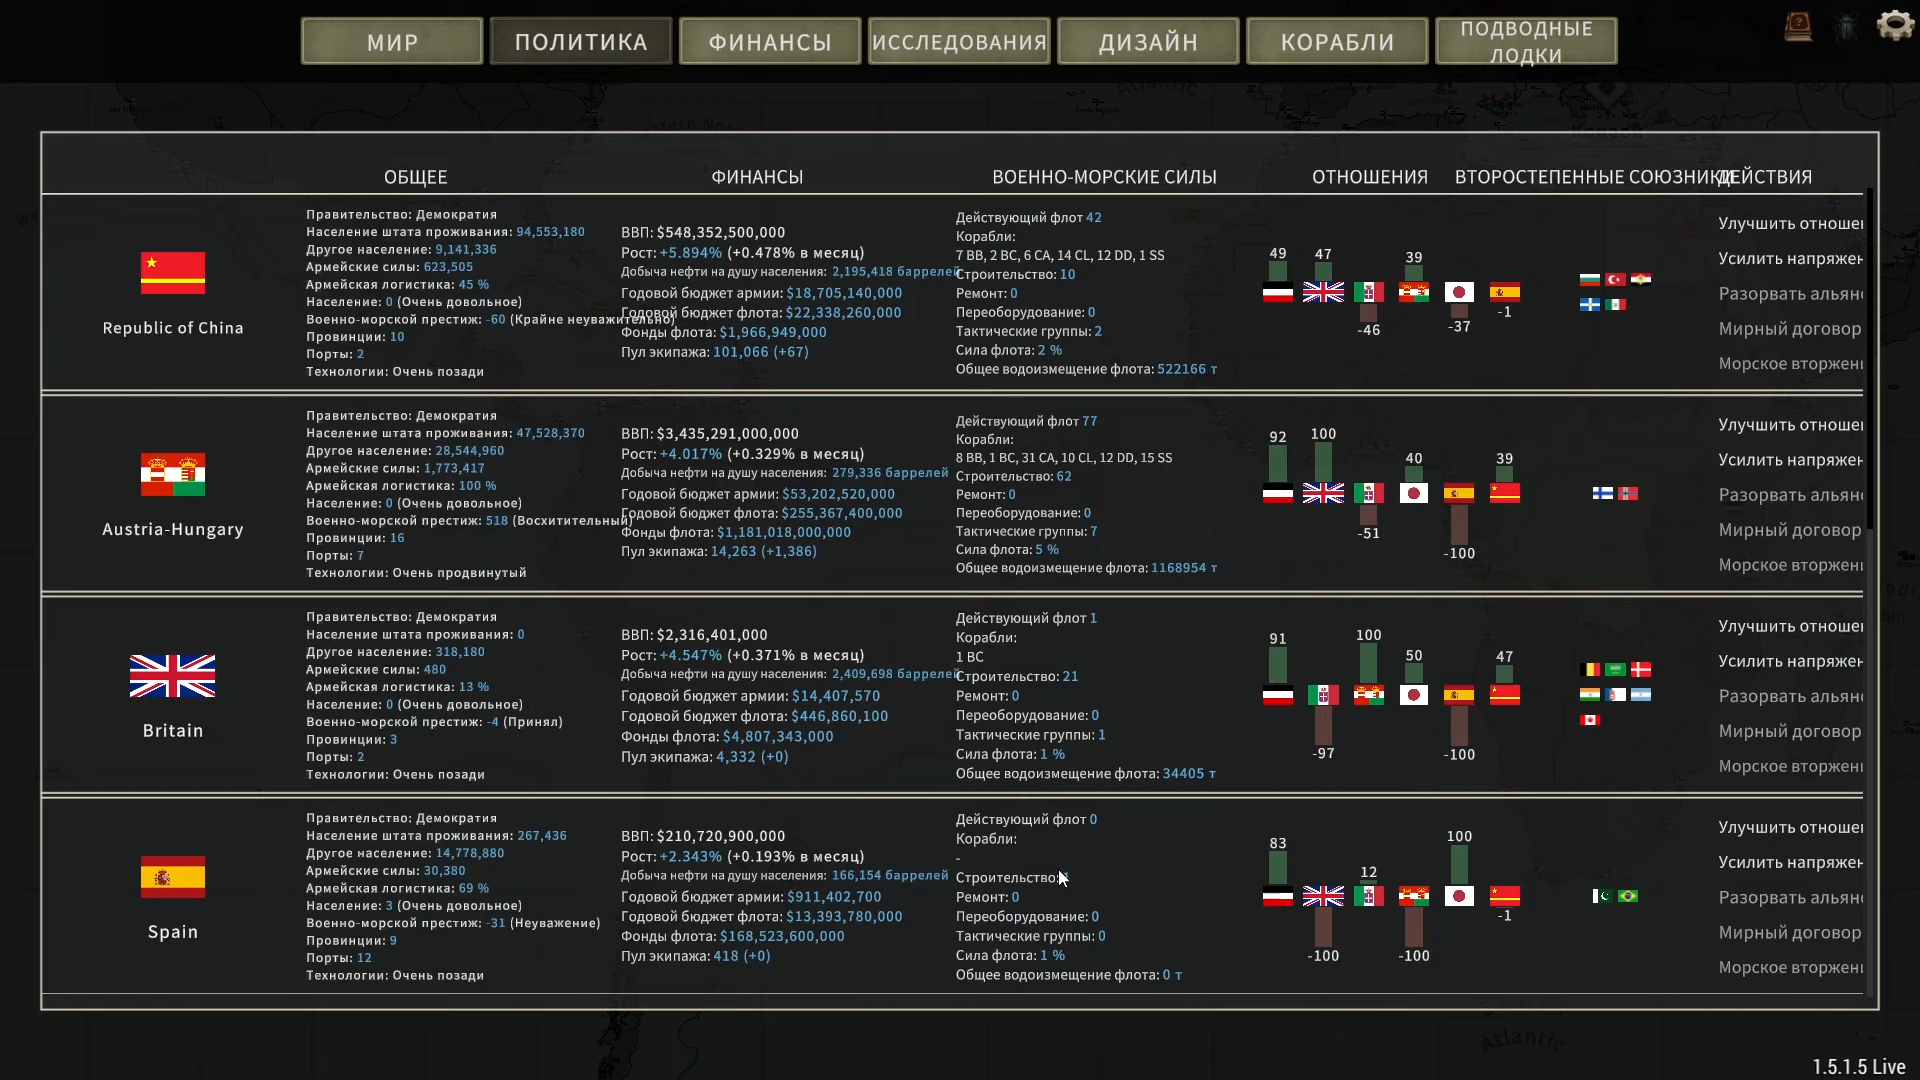 МИР
ПОЛИТИКА
ФИНАНСЫ
ИССЛЕДОВАНИЯ
ДИЗАЙН
КОРАБЛИ
ПОДВОДНЫЕ
ЛОДКИ
ОБЩЕЕ
ФИНАНСЫ
ВОЕННО-МОРСКИЕ СИЛЫ
ОТНОШЕНИЯ
ВТОРОСТЕПЕННЫЕ СОЮЗНИКИ
ДЕЙСТВИЯ
Republic of China
Правительство: Демократия
Население штата проживания: 94,553,180
Другое население: 9,141,336
Армейские силы: 623,505
Армейская логистика: 45 %
Население: 0 (Очень довольное)
Военно-морской престиж: -60 (Крайне неуважительно)
Провинции: 10
Порты: 2
Технологии: Очень позади
ВВП: $548,352,500,000
Рост: +5.894% (+0.478% в месяц)
Добыча нефти на душу населения: 2,195,418 баррелей
Годовой бюджет армии: $18,705,140,000
Годовой бюджет флота: $22,338,260,000
Фонды флота: $1,966,949,000
Пул экипажа: 101,066 (+67)
Действующий флот 42
Корабли:
7 BB, 2 BC, 6 CA, 14 CL, 12 DD, 1 SS
Строительство: 10
Ремонт: 0
Переоборудование: 0
Тактические группы: 2
Сила флота: 2 %
Общее водоизмещение флота: 522166 т
49 47 39
-46 -37 -1
Улучшить отношен
Усилить напряжен
Разорвать альянс
Мирный договор
Морское вторжен
Austria-Hungary
Правительство: Демократия
Население штата проживания: 47,528,370
Другое население: 28,544,960
Армейские силы: 1,773,417
Армейская логистика: 100 %
Население: 0 (Очень довольное)
Военно-морской престиж: 518 (Восхитительный)
Провинции: 16
Порты: 7
Технологии: Очень продвинутый
ВВП: $3,435,291,000,000
Рост: +4.017% (+0.329% в месяц)
Добыча нефти на душу населения: 279,336 баррелей
Годовой бюджет армии: $53,202,520,000
Годовой бюджет флота: $255,367,400,000
Фонды флота: $1,181,018,000,000
Пул экипажа: 14,263 (+1,386)
Действующий флот 77
Корабли:
8 BB, 1 BC, 31 CA, 10 CL, 12 DD, 15 SS
Строительство: 62
Ремонт: 0
Переоборудование: 0
Тактические группы: 7
Сила флота: 5 %
Общее водоизмещение флота: 1168954 т
92 100 40 39
-51 -100
Улучшить отношен
Усилить напряжен
Разорвать альянс
Мирный договор
Морское вторжен
Britain
Правительство: Демократия
Население штата проживания: 0
Другое население: 318,180
Армейские силы: 480
Армейская логистика: 13 %
Население: 0 (Очень довольное)
Военно-морской престиж: -4 (Принял)
Провинции: 3
Порты: 2
Технологии: Очень позади
ВВП: $2,316,401,000
Рост: +4.547% (+0.371% в месяц)
Добыча нефти на душу населения: 2,409,698 баррелей
Годовой бюджет армии: $14,407,570
Годовой бюджет флота: $446,860,100
Фонды флота: $4,807,343,000
Пул экипажа: 4,332 (+0)
Действующий флот 1
Корабли:
1 BC
Строительство: 21
Ремонт: 0
Переоборудование: 0
Тактические группы: 1
Сила флота: 1 %
Общее водоизмещение флота: 34405 т
91 100 50 47
-97 -100
Улучшить отношен
Усилить напряжен
Разорвать альянс
Мирный договор
Морское вторжен
Spain
Правительство: Демократия
Население штата проживания: 267,436
Другое население: 14,778,880
Армейские силы: 30,380
Армейская логистика: 69 %
Население: 3 (Очень довольное)
Военно-морской престиж: -31 (Неуважение)
Провинции: 9
Порты: 12
Технологии: Очень позади
ВВП: $210,720,900,000
Рост: +2.343% (+0.193% в месяц)
Добыча нефти на душу населения: 166,154 баррелей
Годовой бюджет армии: $911,402,700
Годовой бюджет флота: $13,393,780,000
Фонды флота: $168,523,600,000
Пул экипажа: 418 (+0)
Действующий флот 0
Корабли:
-
Строительство:
Ремонт: 0
Переоборудование: 0
Тактические группы: 0
Сила флота: 1 %
Общее водоизмещение флота: 0 т
83 12 100
-100 -100 -1
Улучшить отношен
Усилить напряжен
Разорвать альянс
Мирный договор
Морское вторжен
Atlantic
1.5.1.5 Live